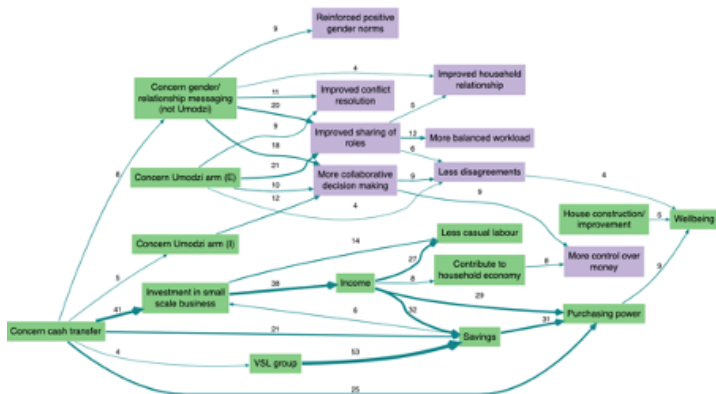 Reinforced positive
gender norms
9
4
Improved household
relationship
Concern gender/
relationship messaging
(not Umodzi)
11
20
Improved conflict
resolution
9
5
Improved sharing of
roles
12
More balanced workload
18
6
8
21
Concern Umodzi arm (E)
10
12
More collaborative
decision making
9
Less disagreements
4
4
9
House construction/
improvement
5
Wellbeing
Concern Umodzi arm (I)
Less casual labour
14
More control over
money
5
27
Contribute to
household economy
8
Investment in small
scale business
38
Income
8
9
41
29
6
32
Purchasing power
Concern cash transfer
21
31
Savings
4
53
VSL group
25